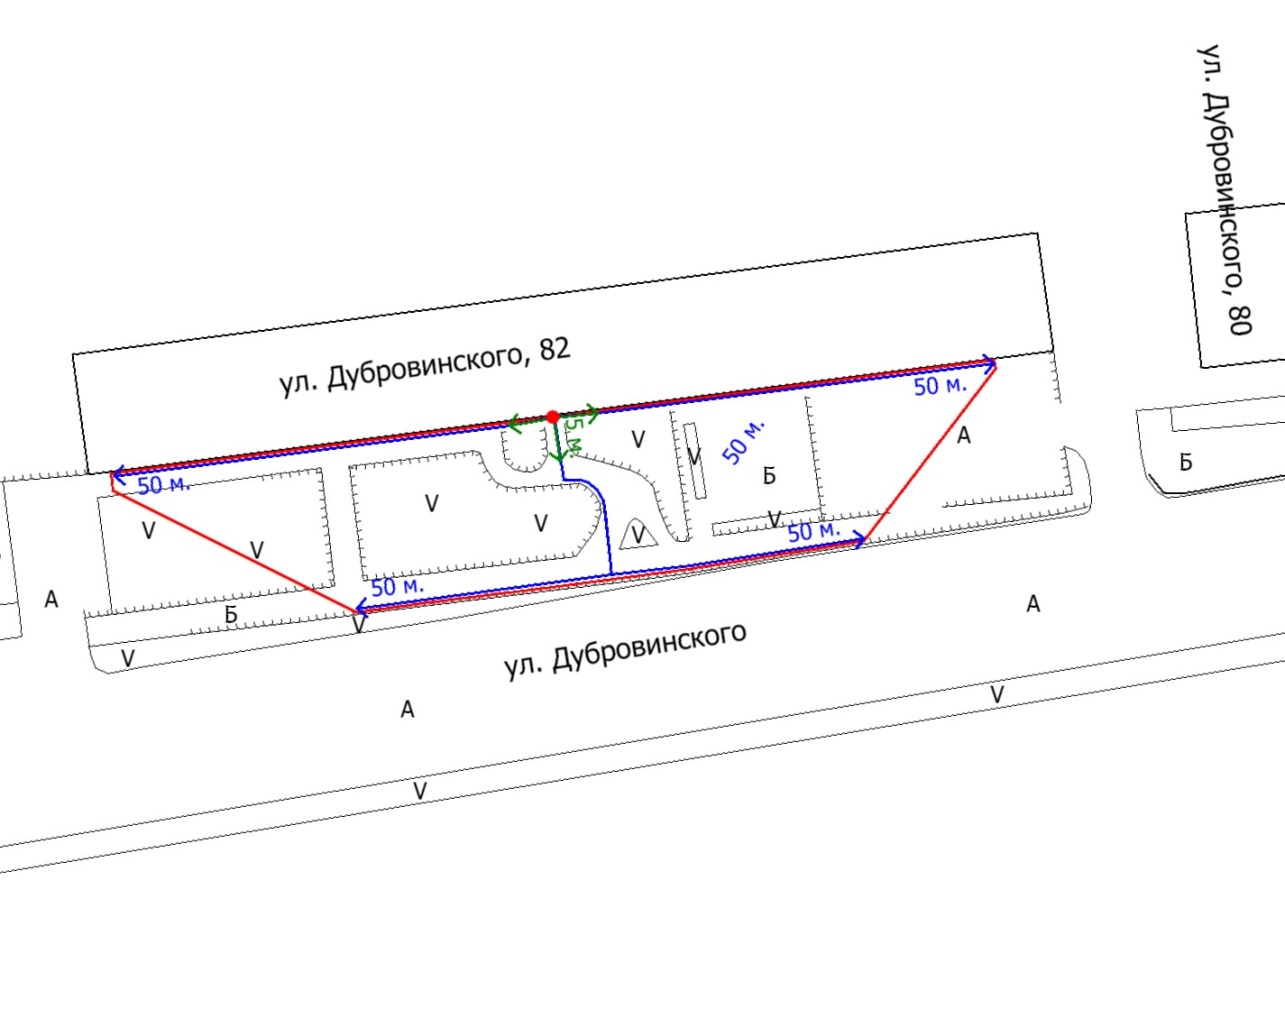 ул. Дубровинского, 80
ул. Дубровинского, 82
50 м.
5 м.
V
V
50 м.
А
50 м.
V
Б
Б
V
V
V
V
V
V
50 м.
50 м.
А
Б
V
V
А
ул. Дубровинского
А
V
V